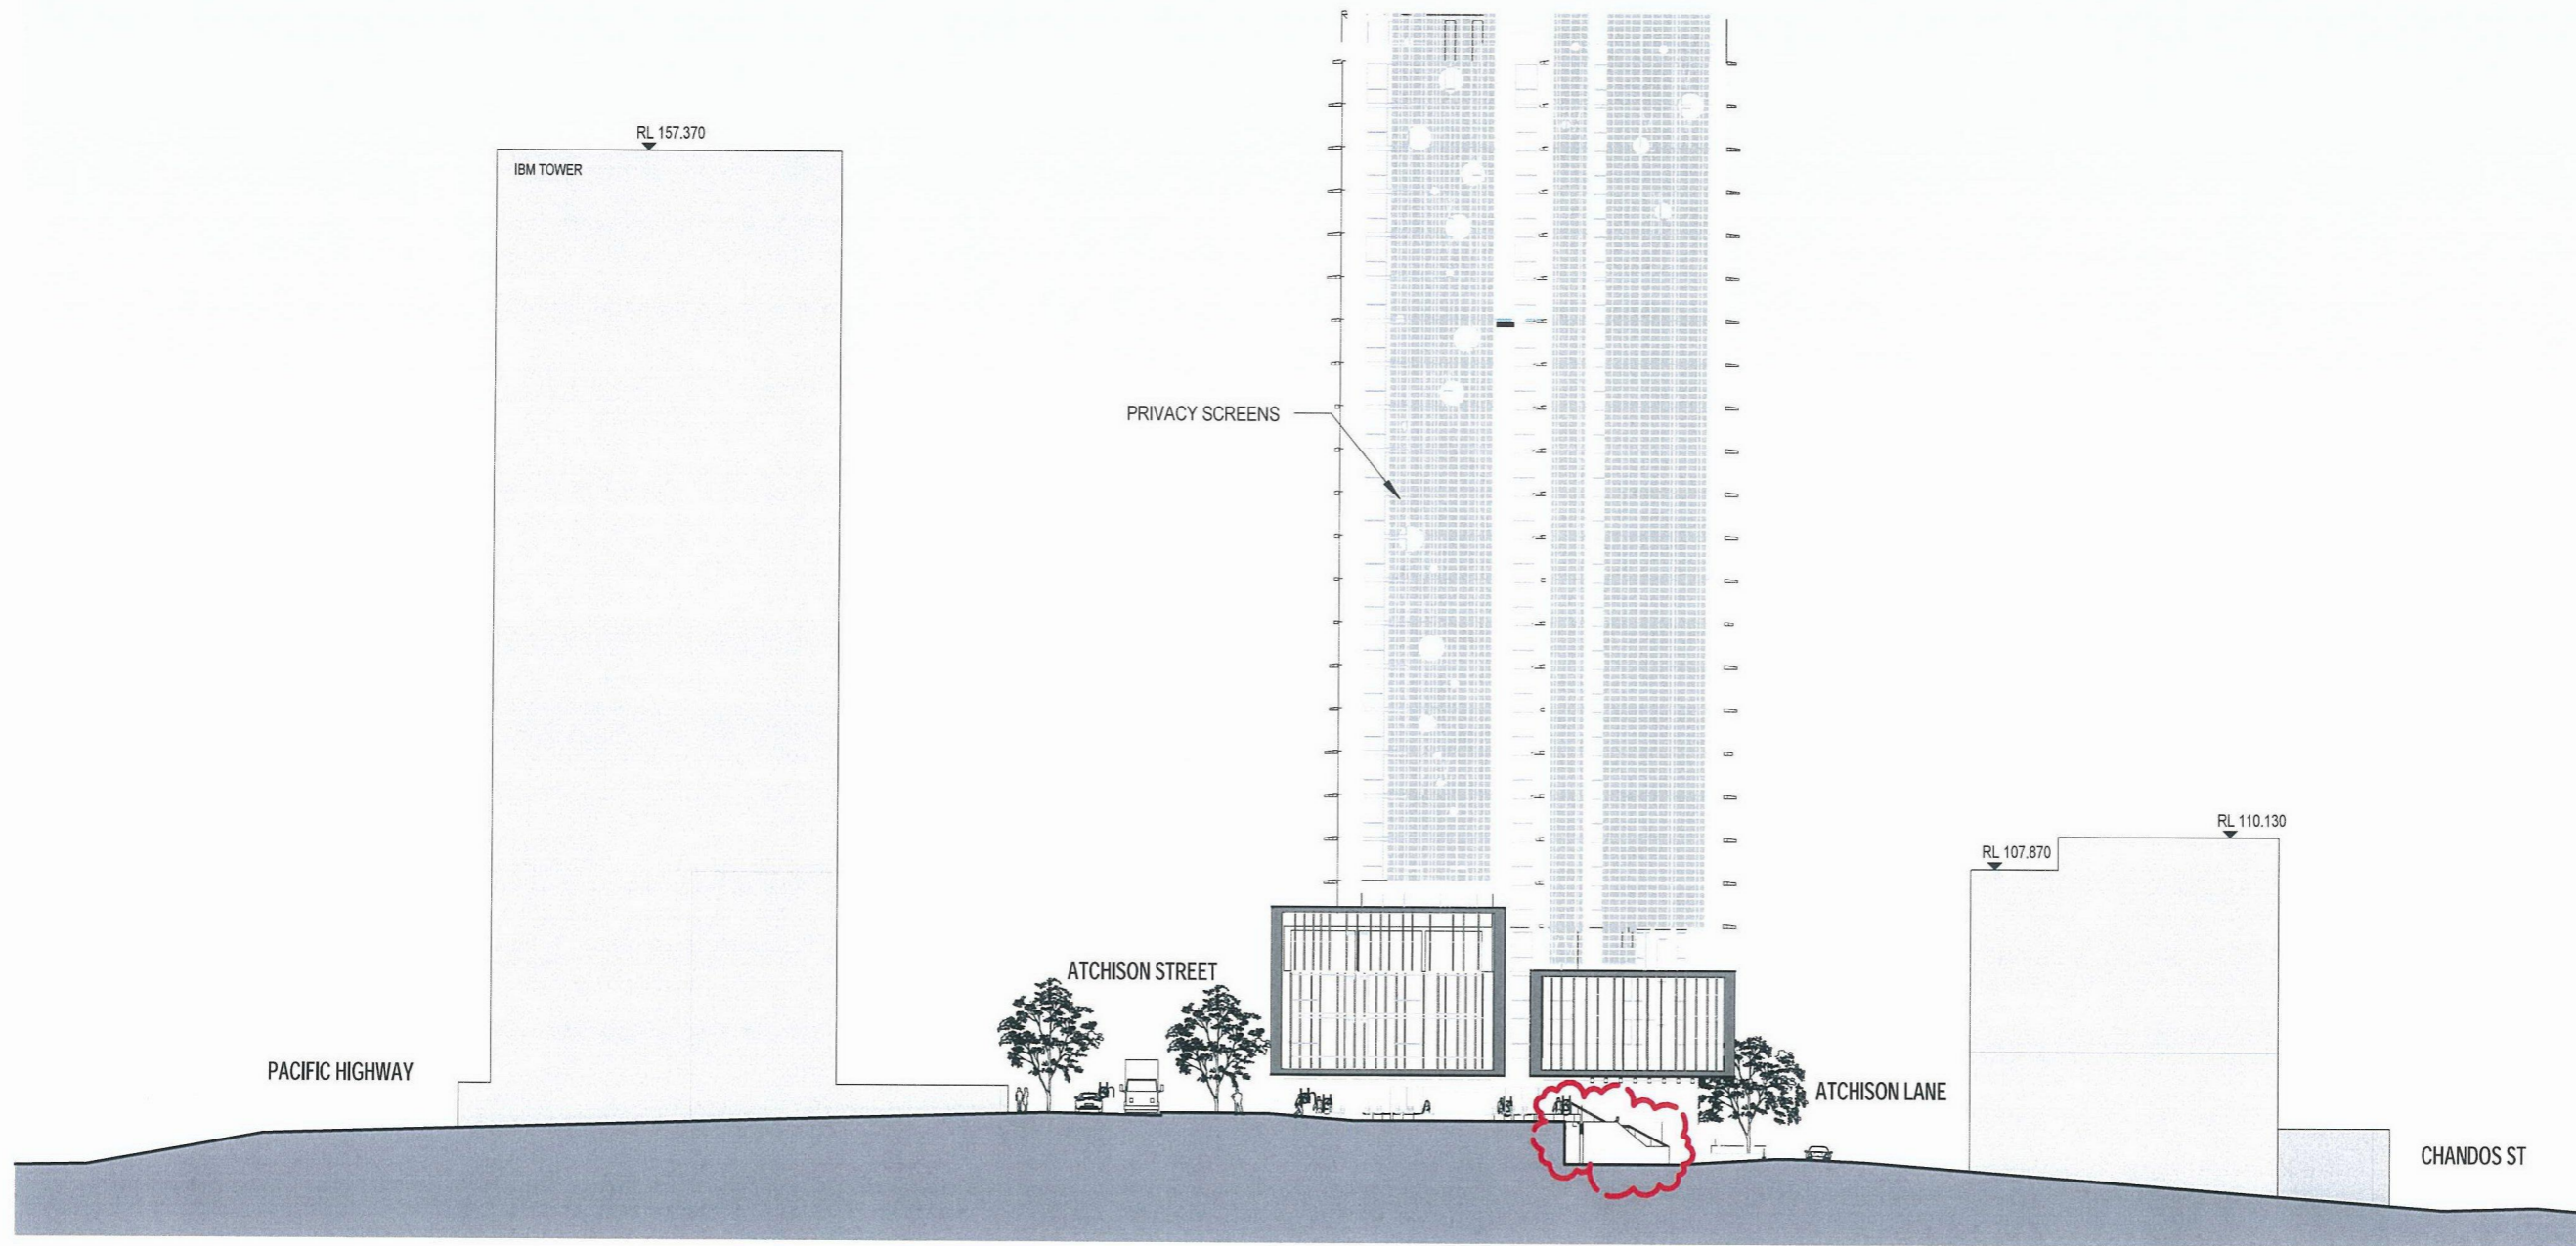 RL 157.370
IBM TOWER
PRIVACY SCREENS
RL 110.130
RL 107.870
ATCHISON STREET
PACIFIC HIGHWAY
ATCHISON LANE
CHANDOS ST